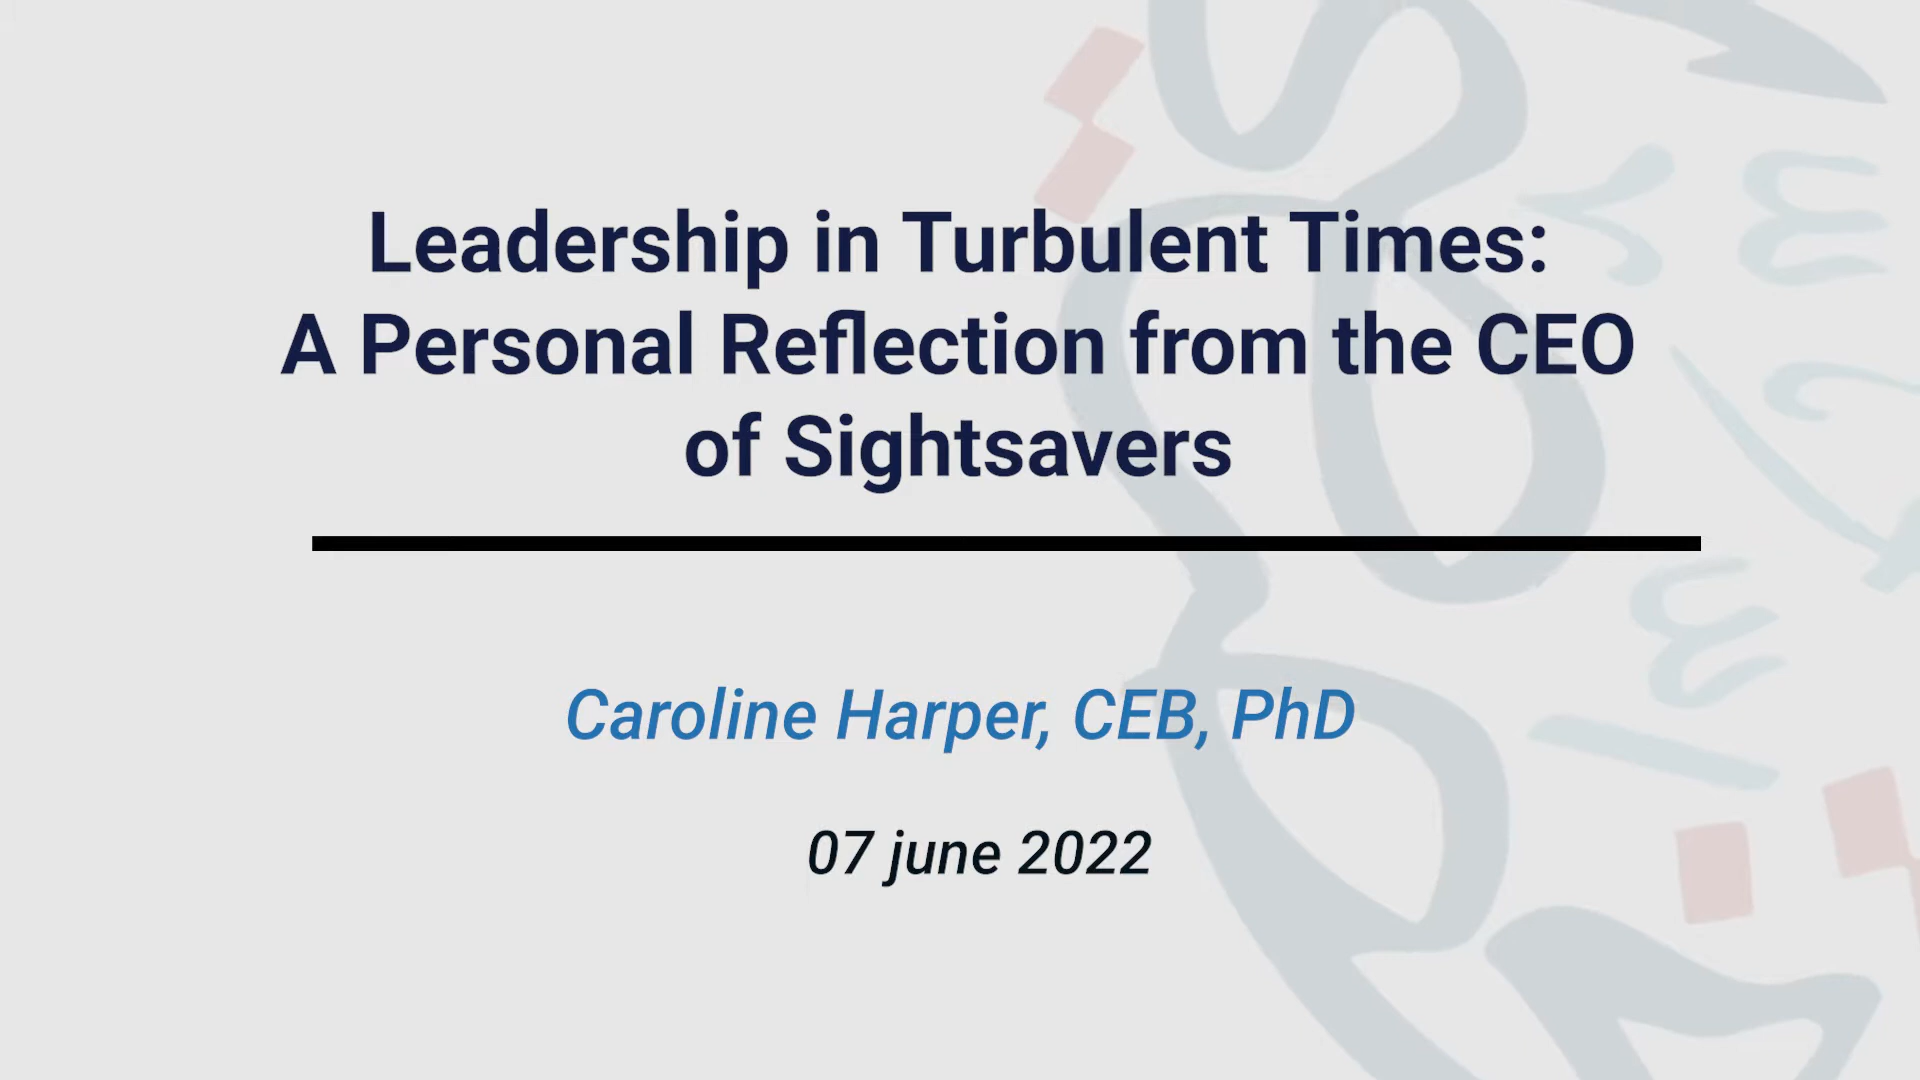 Leadership in Turbulent Times:
A Personal Reflection from the CEO
of Sightsavers
Caroline Harper, CEB, PhD
07 june 2022